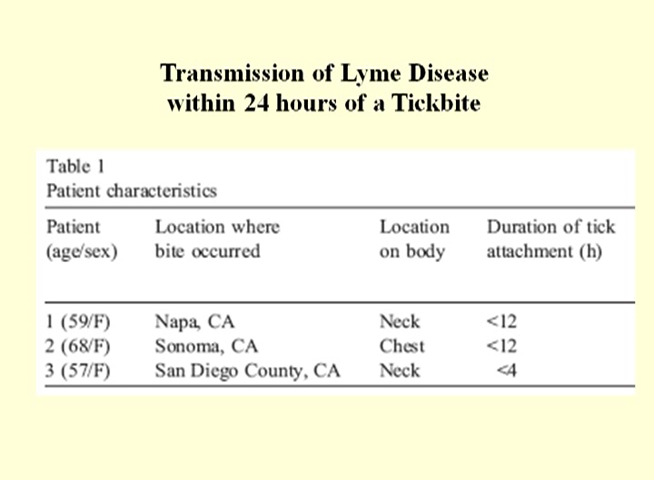 Transmission of Lyme Disease
within 24 hours of a Tickbite
Table 1
Patient characteristics
Patient Location where Location Duration of tick
(age/sex) bite occurred on body attachment (h)
1 (59/F) Napa, CA Neck <12
2 (68/F) Sonoma, CA Chest <12
3 (57/F) San Diego County, CA Neck <4